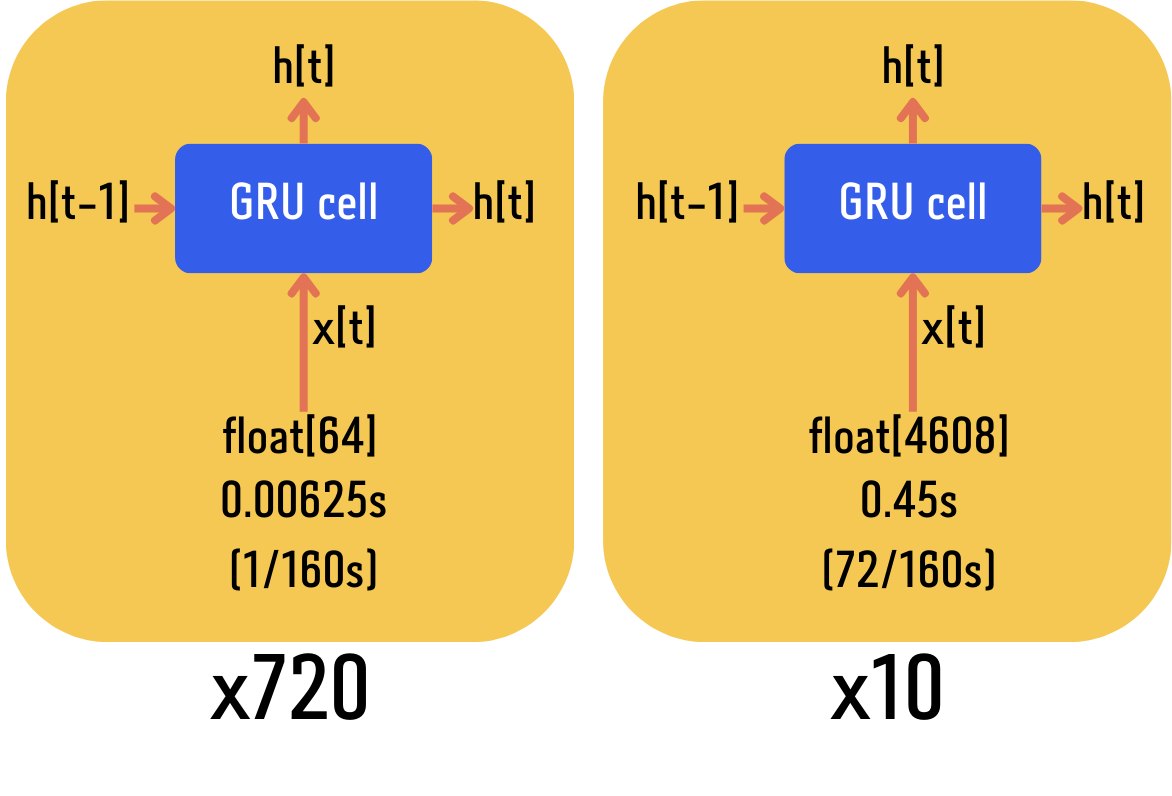 h[t]
h[t-1]
GRU cell
h[t]
x[t]
float[64]
0.00625s
(1/160s)
x720
h[t]
h[t-1]
GRU cell
h[t]
x[t]
float[4608]
0.45s
(72/160s)
x10